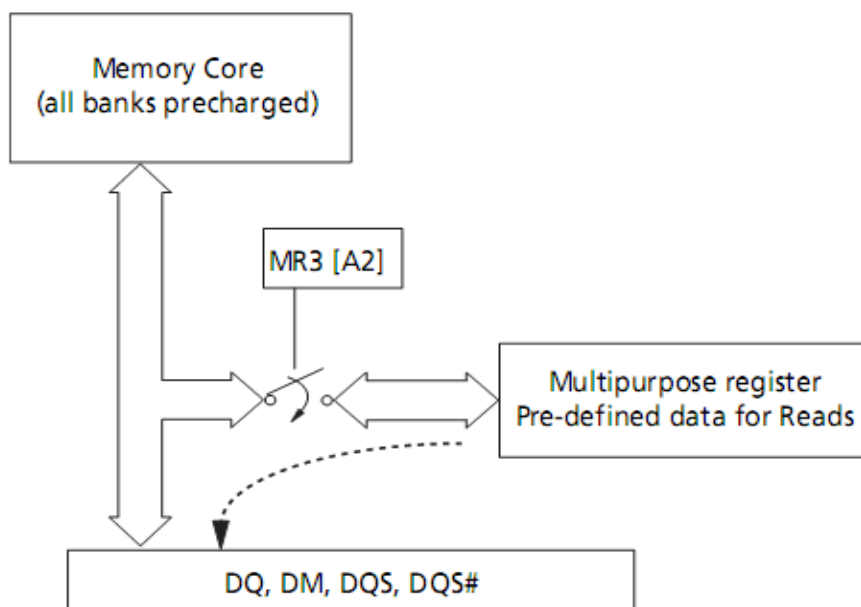 Memory Core
(all banks precharged)
MR3 [A2]
Multipurpose register
Pre-defined data for Reads
DQ, DM, DQS, DQS#